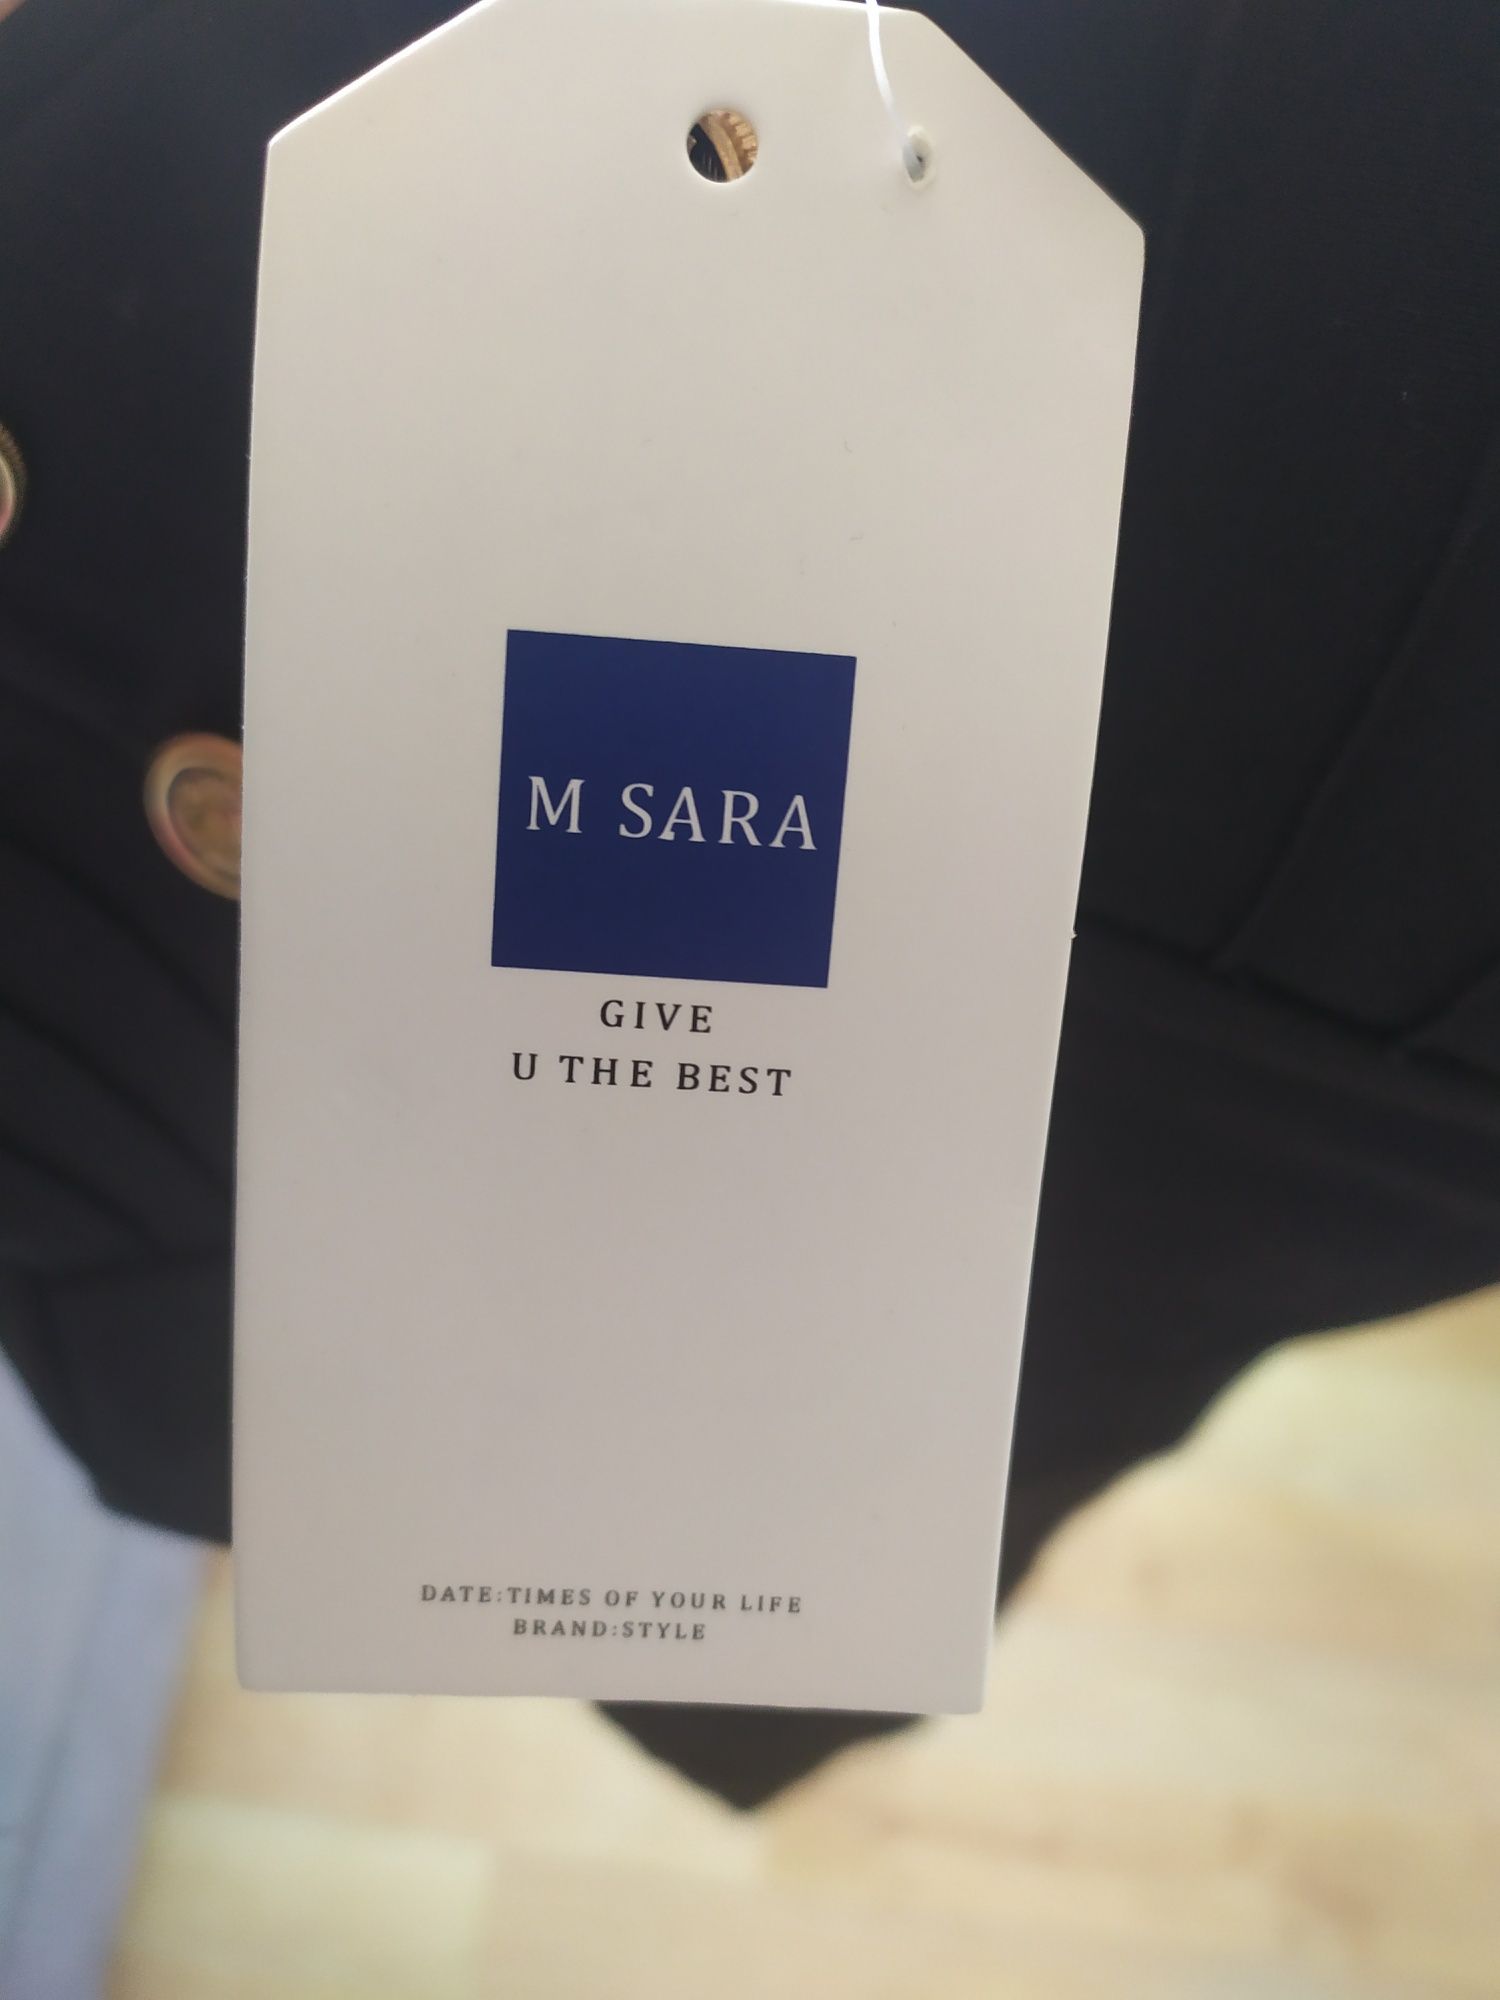 M SARA
GIVE
U THE BEST
DATE:TIMES OF YOUR LIFE
BRAND:STYLE